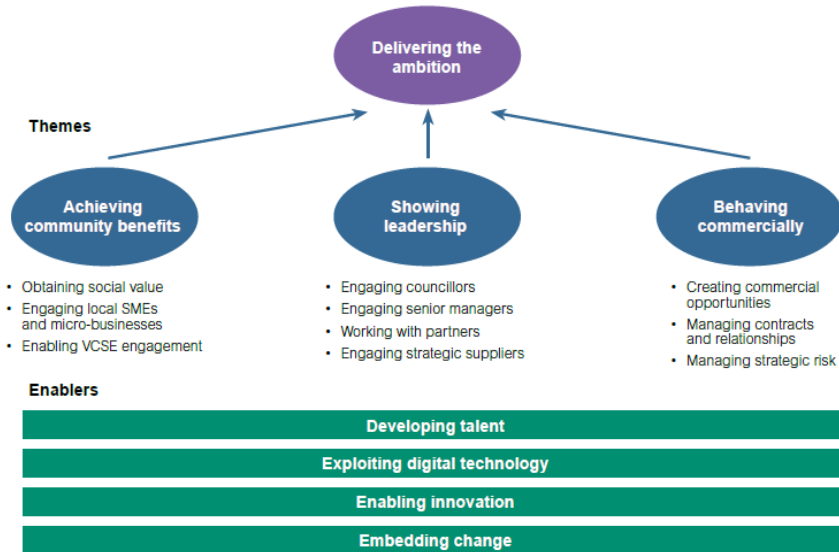 Delivering the
ambition
Themes
Achieving
community benefits
• Obtaining social value
• Engaging local SMEs
and micro-businesses
• Enabling VCSE engagement
Showing
leadership
• Engaging councillors
• Engaging senior managers
• Working with partners
• Engaging strategic suppliers
Behaving
commercially
• Creating commercial
opportunities
• Managing contracts
and relationships
• Managing strategic risk
Enablers
Developing talent
Exploiting digital technology
Enabling innovation
Embedding change